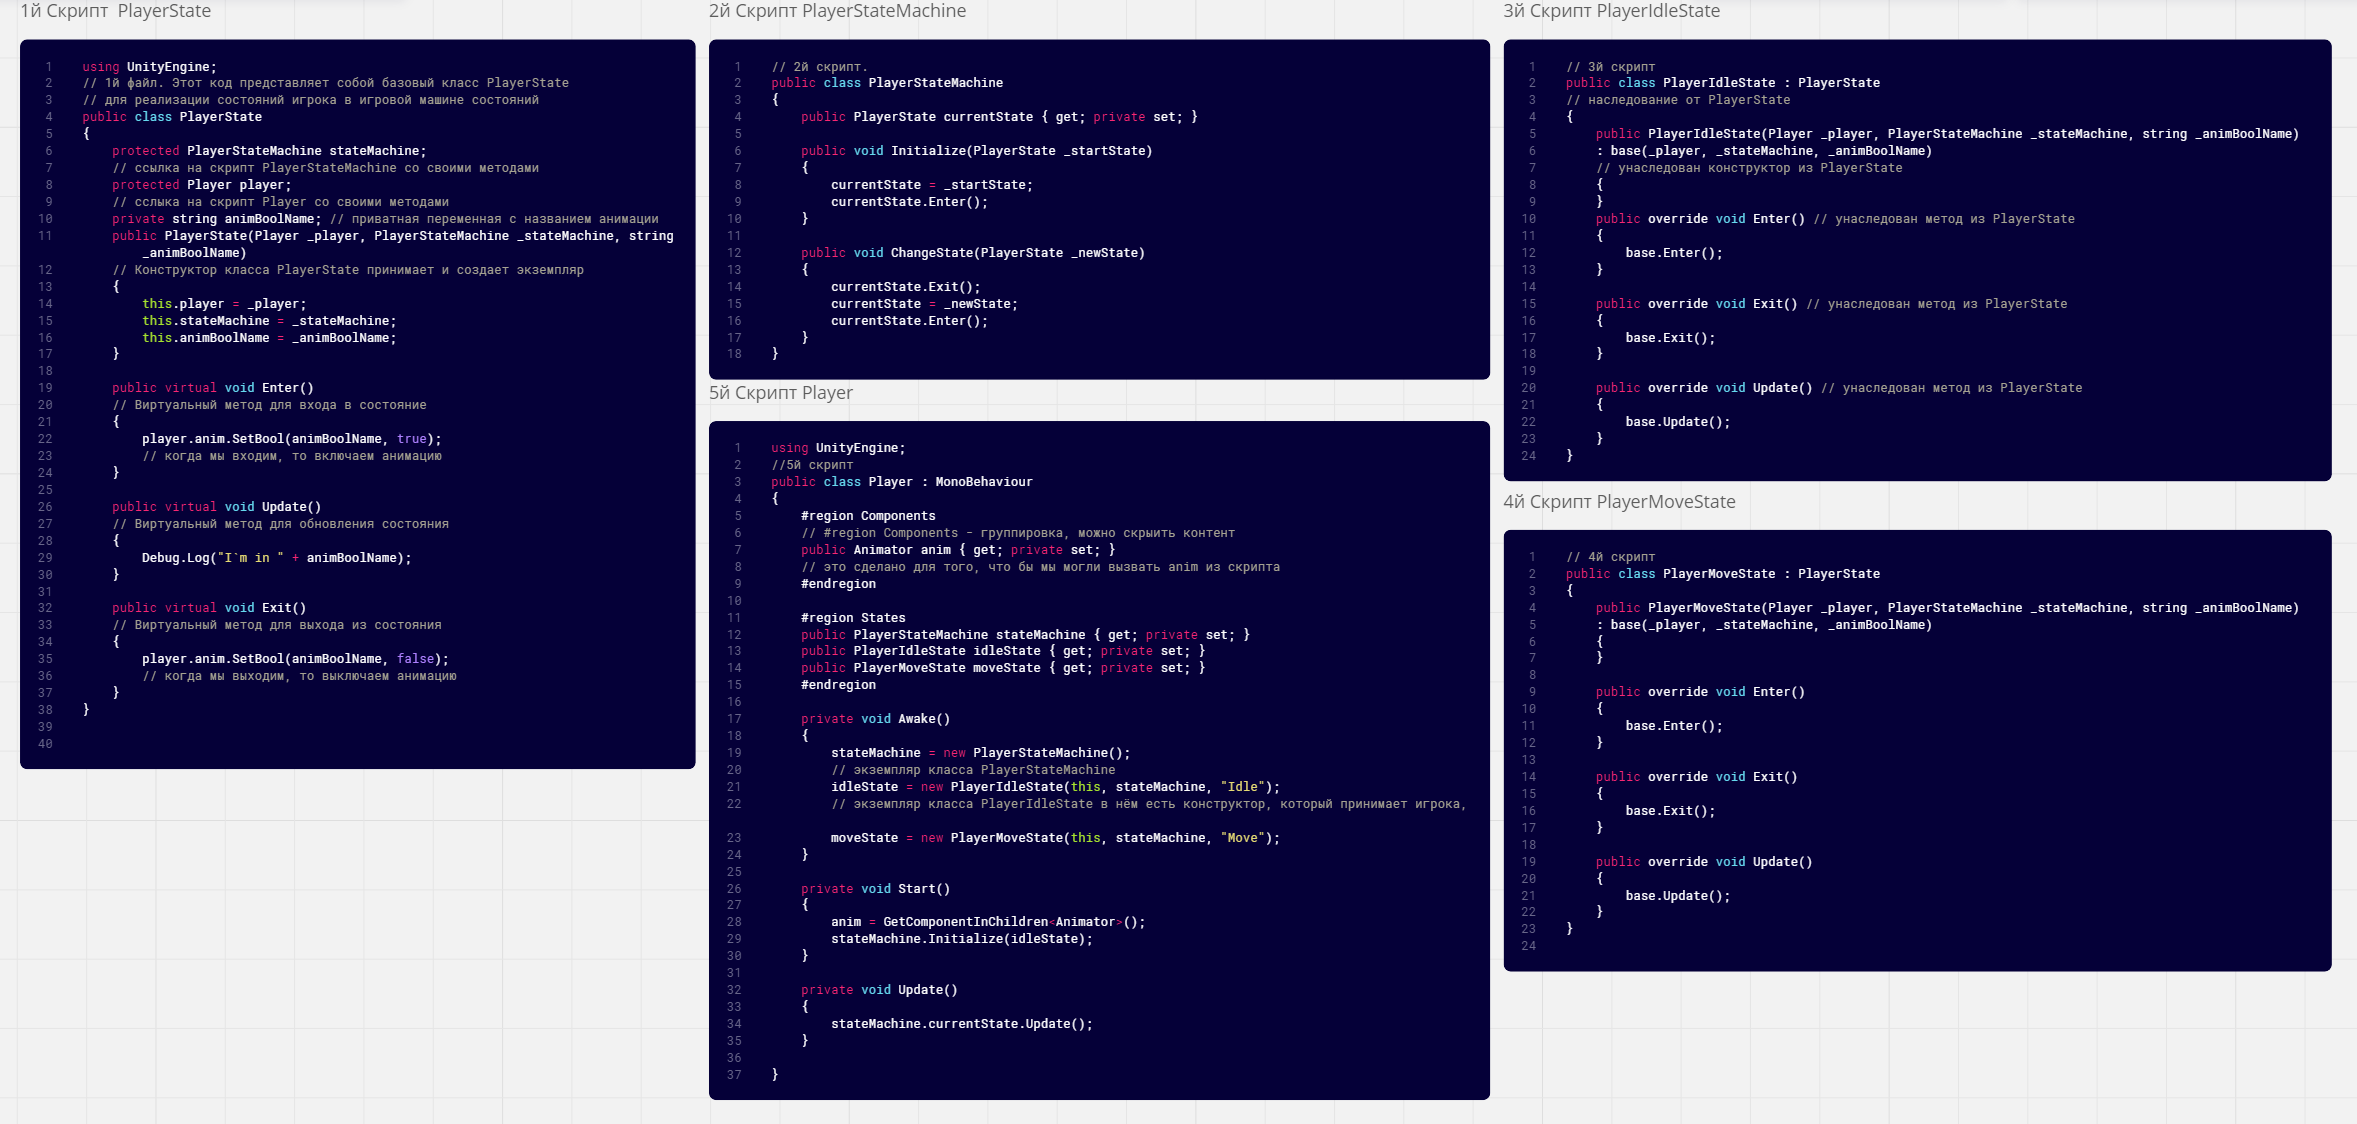 1й Скрипт  PlayerState
1 using UnityEngine;
2 // 1й файл. Этот код представляет собой базовый класс PlayerState
3 // для реализации состояний игрока в игровой машине состояний
4 public class PlayerState
5 {
6 protected PlayerStateMachine stateMachine;
7 // ссылка на скрипт PlayerStateMachine со своими методами
8 protected Player player;
9 // сслыка на скрипт Player со своими методами
10 private string animBoolName; // приватная переменная с названием анимации
11 public PlayerState(Player _player, PlayerStateMachine _stateMachine, string
_animBoolName)
12 // Конструктор класса PlayerState принимает и создает экземпляр
13 {
14 this.player = _player;
15 this.stateMachine = _stateMachine;
16 this.animBoolName = _animBoolName;
17 }
18
19 public virtual void Enter()
20 // Виртуальный метод для входа в состояние
21 {
22 player.anim.SetBool(animBoolName, true);
23 // когда мы входим, то включаем анимацию
24 }
25
26 public virtual void Update()
27 // Виртуальный метод для обновления состояния
28 {
29 Debug.Log("I`m in " + animBoolName);
30 }
31
32 public virtual void Exit()
33 // Виртуальный метод для выхода из состояния
34 {
35 player.anim.SetBool(animBoolName, false);
36 // когда мы выходим, то выключаем анимацию
37 }
38 }
39
40
2й Скрипт PlayerStateMachine
1 // 2й скрипт.
2 public class PlayerStateMachine
3 {
4 public PlayerState currentState { get; private set; }
5
6 public void Initialize(PlayerState _startState)
7 {
8 currentState = _startState;
9 currentState.Enter();
10 }
11
12 public void ChangeState(PlayerState _newState)
13 {
14 currentState.Exit();
15 currentState = _newState;
16 currentState.Enter();
17 }
18 }
5й Скрипт Player
1 using UnityEngine;
2 //5й скрипт
3 public class Player : MonoBehaviour
4 {
5 #region Components
6 // #region Components - группировка, можно скрыить контент
7 public Animator anim { get; private set; }
8 // это сделано для того, что бы мы могли вызвать anim из скрипта
9 #endregion
10
11 #region States
12 public PlayerStateMachine stateMachine { get; private set; }
13 public PlayerIdleState idleState { get; private set; }
14 public PlayerMoveState moveState { get; private set; }
15 #endregion
16
17 private void Awake()
18 {
19 stateMachine = new PlayerStateMachine();
20 // экземпляр класса PlayerStateMachine
21 idleState = new PlayerIdleState(this, stateMachine, "Idle");
22 // экземпляр класса PlayerIdleState в нём есть конструктор, который принимает игрока,
23 moveState = new PlayerMoveState(this, stateMachine, "Move");
24 }
25
26 private void Start()
27 {
28 anim = GetComponentInChildren<Animator>();
29 stateMachine.Initialize(idleState);
30 }
31
32 private void Update()
33 {
34 stateMachine.currentState.Update();
35 }
36
37 }
3й Скрипт PlayerIdleState
1 // 3й скрипт
2 public class PlayerIdleState : PlayerState
3 // наследование от PlayerState
4 {
5 public PlayerIdleState(Player _player, PlayerStateMachine _stateMachine, string _animBoolName)
6 : base(_player, _stateMachine, _animBoolName)
7 // унаследован конструктор из PlayerState
8 {
9 }
10 public override void Enter() // унаследован метод из PlayerState
11 {
12 base.Enter();
13 }
14
15 public override void Exit() // унаследован метод из PlayerState
16 {
17 base.Exit();
18 }
19
20 public override void Update() // унаследован метод из PlayerState
21 {
22 base.Update();
23 }
24 }
4й Скрипт PlayerMoveState
1 // 4й скрипт
2 public class PlayerMoveState : PlayerState
3 {
4 public PlayerMoveState(Player _player, PlayerStateMachine _stateMachine, string _animBoolName)
5 : base(_player, _stateMachine, _animBoolName)
6 {
7 }
8
9 public override void Enter()
10 {
11 base.Enter();
12 }
13
14 public override void Exit()
15 {
16 base.Exit();
17 }
18
19 public override void Update()
20 {
21 base.Update();
22 }
23 }
24